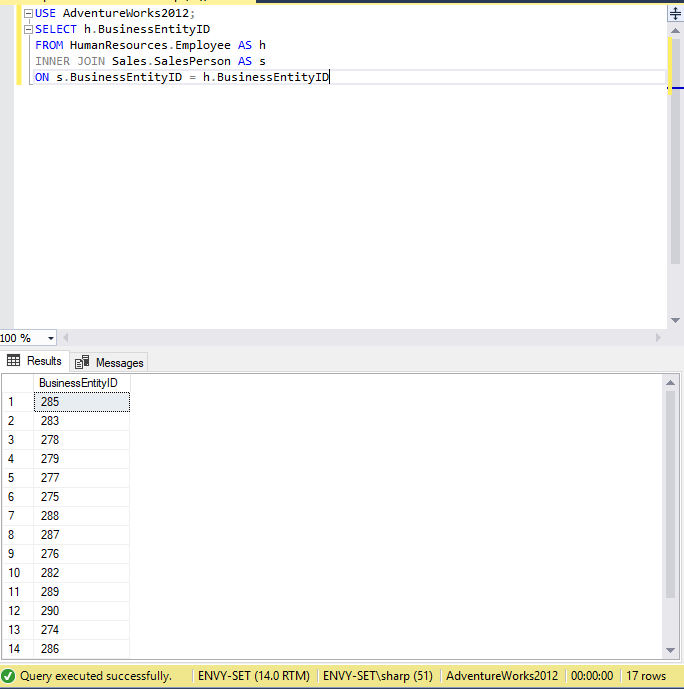 USE AdventureWorks2012;
SELECT h.BusinessEntityID
FROM HumanResources.Employee AS h
INNER JOIN Sales.SalesPerson AS s
ON s.BusinessEntityID = h.BusinessEntityID
100 %
Results Messages
BusinessEntityID
1 285
2 283
3 278
4 279
5 277
6 275
7 288
8 287
9 276
10 282
11 289
12 290
13 274
14 286
Query executed successfully. ENVY-SET (14.0 RTM) ENVY-SET\sharp (51) AdventureWorks2012 00:00:00 17 rows